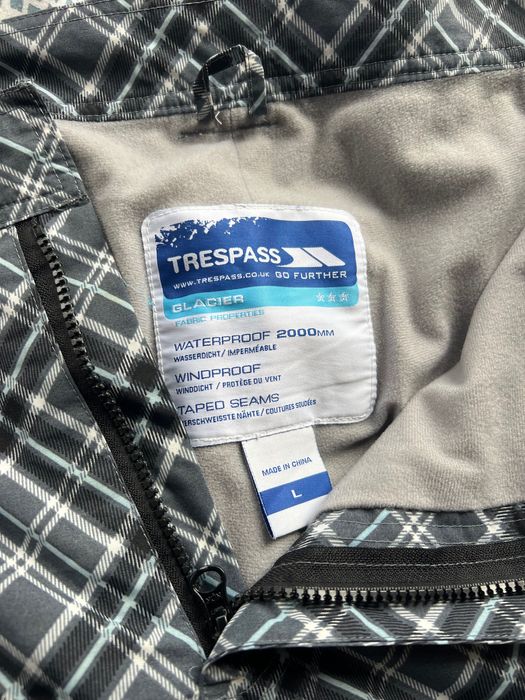 TRESPASS
WWW.TRESPASS.CO.UK GO FURTHER
GLACIER
FABRIC PROPERTIES
WATERPROOF 2000MM
WASSERDICHT / IMPERMÉABLE
WINDPROOF
WINDDICHT / PROTÈGE DU VENT
TAPED SEAMS
VERSCHWEISSTE NÄHTE / COUTURES SOUDÉES
MADE IN CHINA
L